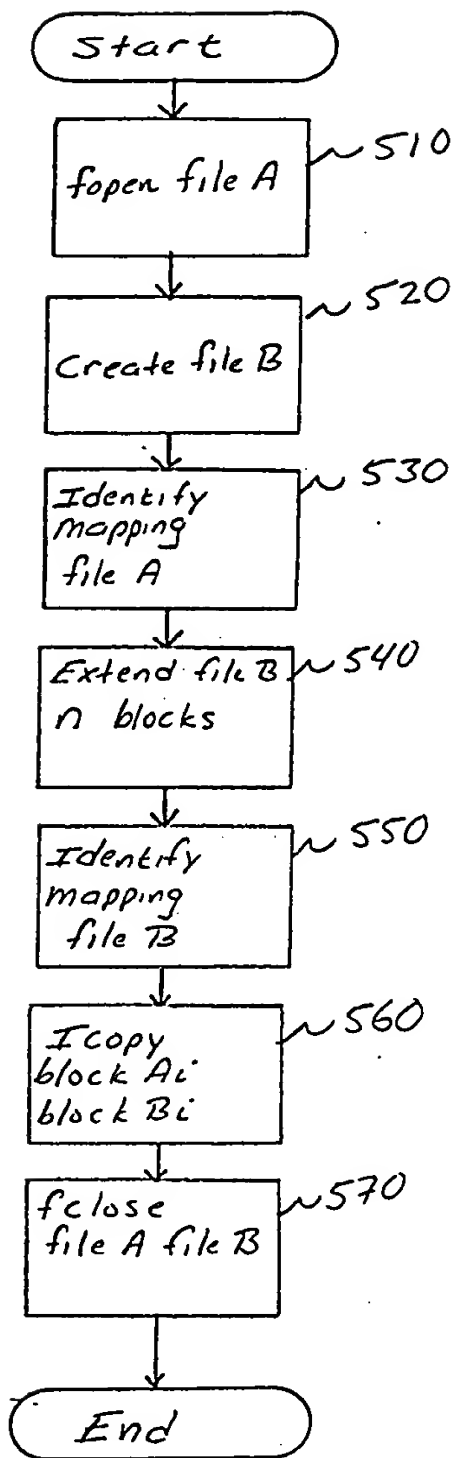 Start
fopen file A
510
Create file B
520
Identify
mapping
file A
530
Extend file B
n blocks
540
Identify
mapping
file B
550
Icopy
block Ai
block Bi
560
fclose
file A file B
570
End